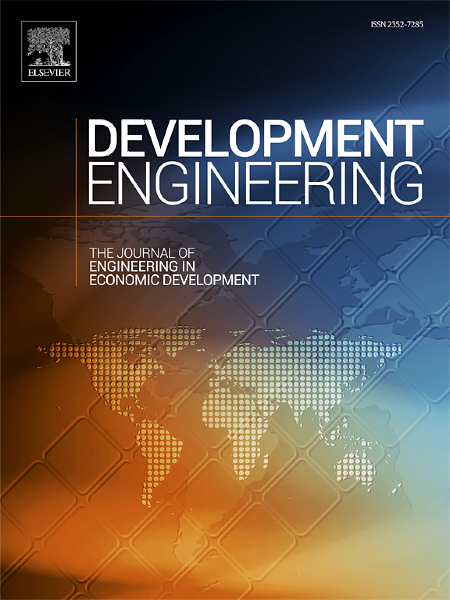 ISSN 2352-7285
ELSEVIER
DEVELOPMENT
ENGINEERING
THE JOURNAL OF
ENGINEERING IN
ECONOMIC DEVELOPMENT